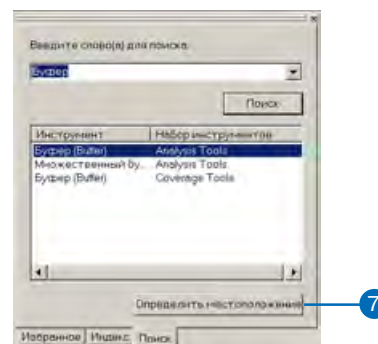 Введите слово(а) для поиска:
Буфер
Поиск
Инструмент Набор инструментов
Буфер (Buffer) Analysis Tools
Множественный бу... Analysis Tools
Буфер (Buffer) Coverage Tools
Определить местоположение
7
Избранное Индекс Поиск